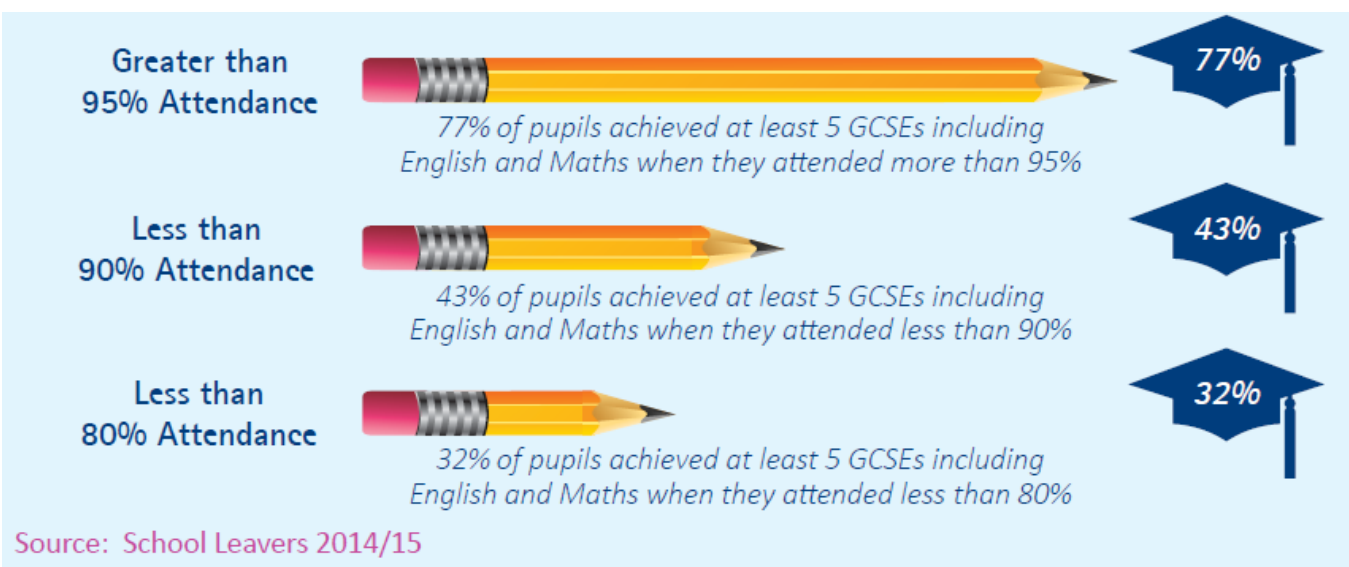 Greater than
95% Attendance
77%
77% of pupils achieved at least 5 GCSEs including
English and Maths when they attended more than 95%
Less than
90% Attendance
43%
43% of pupils achieved at least 5 GCSEs including
English and Maths when they attended less than 90%
Less than
80% Attendance
32%
32% of pupils achieved at least 5 GCSEs including
English and Maths when they attended less than 80%
Source: School Leavers 2014/15